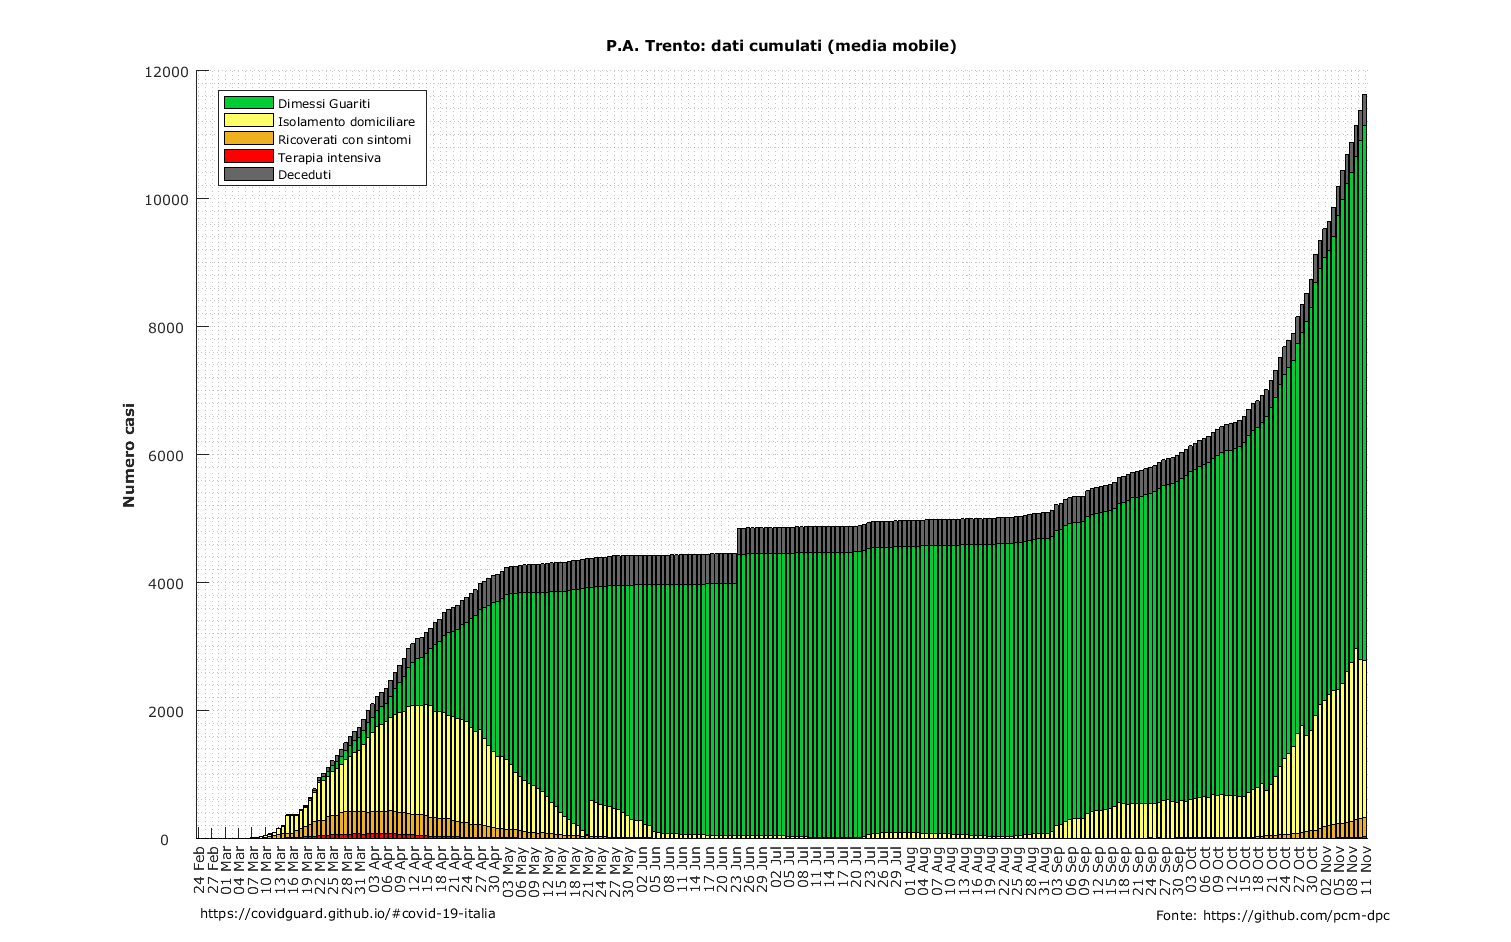 P.A. Trento: dati cumulati (media mobile)
12000
10000
8000
6000
4000
2000
0
Numero casi
Dimessi Guariti
Isolamento domiciliare
Ricoverati con sintomi
Terapia intensiva
Deceduti
24 Feb
27 Feb
01 Mar
04 Mar
07 Mar
10 Mar
13 Mar
16 Mar
19 Mar
22 Mar
25 Mar
28 Mar
31 Mar
03 Apr
06 Apr
09 Apr
12 Apr
15 Apr
18 Apr
21 Apr
24 Apr
27 Apr
30 Apr
03 May
06 May
09 May
12 May
15 May
18 May
21 May
24 May
27 May
30 May
02 Jun
05 Jun
08 Jun
11 Jun
14 Jun
17 Jun
20 Jun
23 Jun
26 Jun
29 Jun
02 Jul
05 Jul
08 Jul
11 Jul
14 Jul
17 Jul
20 Jul
23 Jul
26 Jul
29 Jul
01 Aug
04 Aug
07 Aug
10 Aug
13 Aug
16 Aug
19 Aug
22 Aug
25 Aug
28 Aug
31 Aug
03 Sep
06 Sep
09 Sep
12 Sep
15 Sep
18 Sep
21 Sep
24 Sep
27 Sep
30 Sep
03 Oct
06 Oct
09 Oct
12 Oct
15 Oct
18 Oct
21 Oct
24 Oct
27 Oct
30 Oct
02 Nov
05 Nov
08 Nov
11 Nov
https://covidguard.github.io/#covid-19-italia
Fonte: https://github.com/pcm-dpc